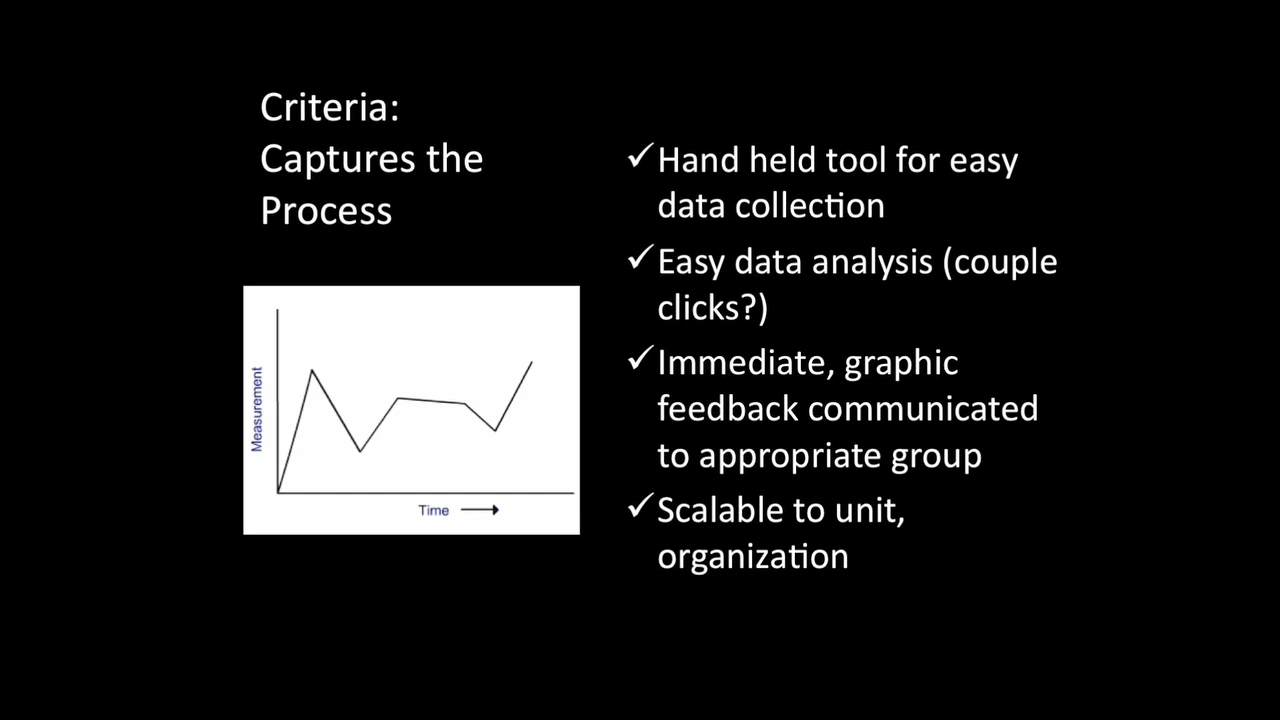 Criteria:
Captures the
Process
Measurement
Time
✓Hand held tool for easy
data collection
✓Easy data analysis (couple
clicks?)
✓Immediate, graphic
feedback communicated
to appropriate group
✓Scalable to unit,
organization